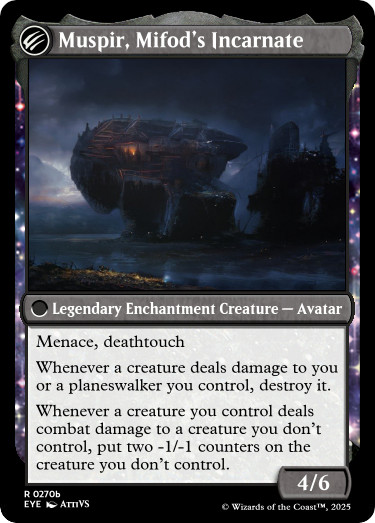 Muspir, Mifod's Incarnate
Legendary Enchantment Creature — Avatar
Menace, deathtouch
Whenever a creature deals damage to you
or a planeswalker you control, destroy it.
Whenever a creature you control deals
combat damage to a creature you don't
control, put two -1/-1 counters on the
creature you don't control.
4/6
R 0270b
EYE AttiVS
© Wizards of the Coast™, 2025